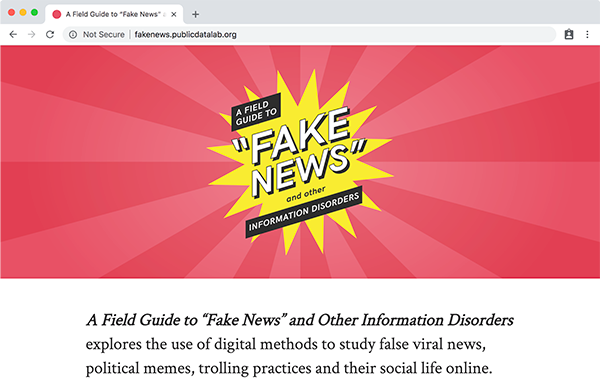 A Field Guide to “Fake News” a
Not Secure | fakenews.publicdatalab.org
A FIELD
GUIDE TO
“FAKE
NEWS”
and other
INFORMATION DISORDERS
A Field Guide to “Fake News” and Other Information Disorders
explores the use of digital methods to study false viral news,
political memes, trolling practices and their social life online.